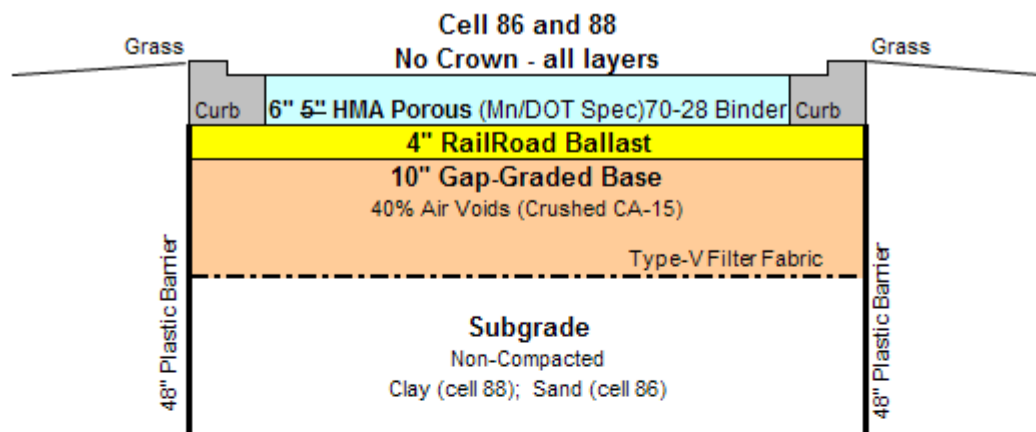 Cell 86 and 88
No Crown - all layers
Grass
Grass
Curb
6" 5" HMA Porous (Mn/DOT Spec)70-28 Binder
Curb
4" RailRoad Ballast
10" Gap-Graded Base
40% Air Voids (Crushed CA-15)
Type-V Filter Fabric
48" Plastic Barrier
48" Plastic Barrier
Subgrade
Non-Compacted
Clay (cell 88); Sand (cell 86)